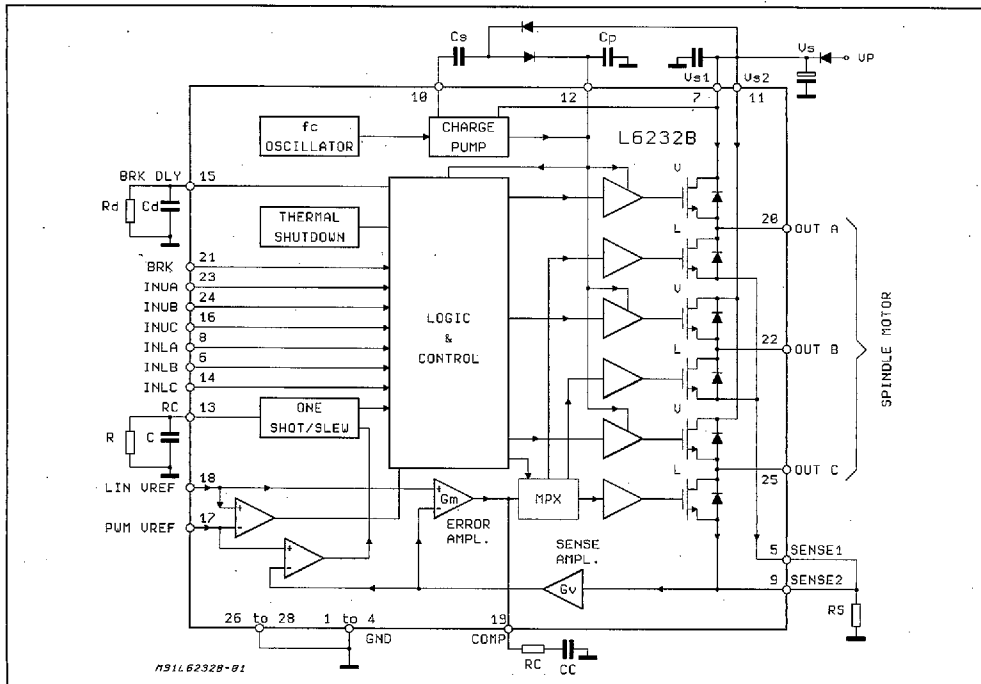 Cs
Cp
Vs
VP
Vs1
Vs2
10
12
7
11
fc
OSCILLATOR
CHARGE
PUMP
L6232B
BRK DLY
15
Rd
Cd
THERMAL
SHUTDOWN
U
20
OUT A
L
BRK
21
INUA
23
INUB
24
INUC
16
INLA
8
INLB
6
INLC
14
LOGIC
&
CONTROL
U
22
OUT B
L
SPINDLE MOTOR
RC
13
ONE
SHOT/SLEW
R
C
U
OUT C
25
L
LIN VREF
18
+
-
PWM VREF
17
+
-
+
Gm
-
ERROR
AMPL.
MPX
SENSE
AMPL.
Gv
5
SENSE1
9
SENSE2
RS
26 to 28
1 to 4
GND
19
COMP
RC
CC
M91L6232B-01